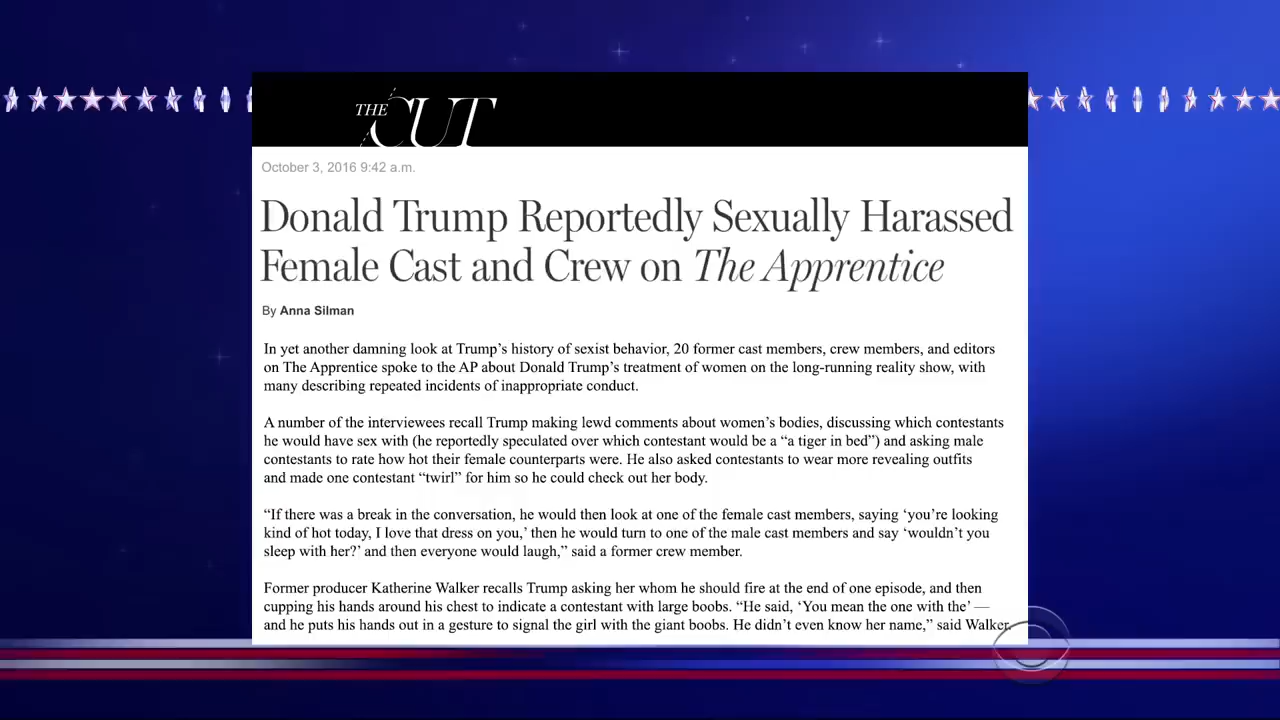 THE CUT
October 3, 2016 9:42 a.m.
Donald Trump Reportedly Sexually Harassed
Female Cast and Crew on The Apprentice
By Anna Silman
In yet another damning look at Trump’s history of sexist behavior, 20 former cast members, crew members, and editors
on The Apprentice spoke to the AP about Donald Trump’s treatment of women on the long-running reality show, with
many describing repeated incidents of inappropriate conduct.
A number of the interviewees recall Trump making lewd comments about women’s bodies, discussing which contestants
he would have sex with (he reportedly speculated over which contestant would be a “a tiger in bed”) and asking male
contestants to rate how hot their female counterparts were. He also asked contestants to wear more revealing outfits
and made one contestant “twirl” for him so he could check out her body.
“If there was a break in the conversation, he would then look at one of the female cast members, saying ‘you’re looking
kind of hot today, I love that dress on you,’ then he would turn to one of the male cast members and say ‘wouldn’t you
sleep with her?’ and then everyone would laugh,” said a former crew member.
Former producer Katherine Walker recalls Trump asking her whom he should fire at the end of one episode, and then
cupping his hands around his chest to indicate a contestant with large boobs. “He said, ‘You mean the one with the’ —
and he puts his hands out in a gesture to signal the girl with the giant boobs. He didn’t even know her name,” said Walker.